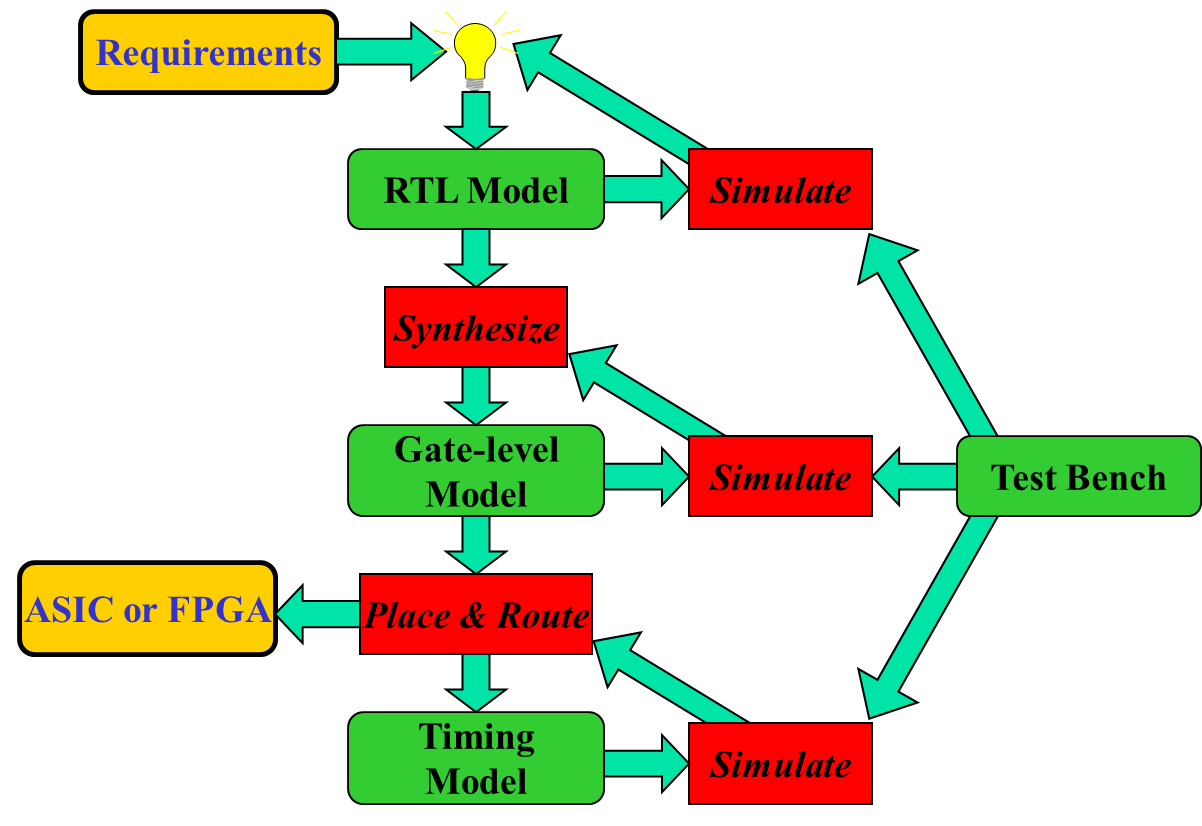 Requirements
RTL Model
Simulate
Synthesize
Gate-level
Model
Simulate
Test Bench
ASIC or FPGA
Place & Route
Timing
Model
Simulate